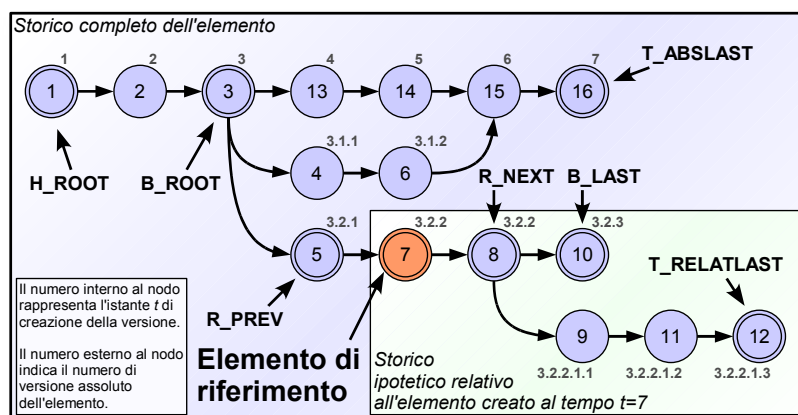 Storico completo dell'elemento
1 2 3 4 5 6 7
T_ABSLAST
1 2 3 13 14 15 16
3.1.1 3.1.2
H_ROOT B_ROOT 4 6
R_NEXT B_LAST
3.2.1 3.2.2 3.2.2 3.2.3
5 7 8 10
T_RELATLAST
Il numero interno al nodo
rappresenta l'istante t di
creazione della versione.
Il numero esterno al nodo
indica il numero di
versione assoluto
dell'elemento.
R_PREV
Elemento di
riferimento
9 11 12
3.2.2.1.1 3.2.2.1.2 3.2.2.1.3
Storico
ipotetico relativo
all'elemento creato al tempo t=7